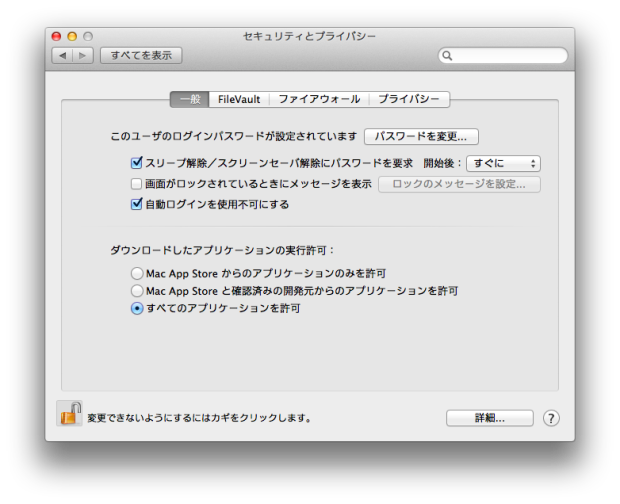 セキュリティとプライバシー
すべてを表示
一般 FileVault ファイアウォール プライバシー
このユーザのログインパスワードが設定されています パスワードを変更...
スリープ解除／スクリーンセーバ解除にパスワードを要求 開始後： すぐに
画面がロックされているときにメッセージを表示 ロックのメッセージを設定...
自動ログインを使用不可にする
ダウンロードしたアプリケーションの実行許可：
Mac App Store からのアプリケーションのみを許可
Mac App Store と確認済みの開発元からのアプリケーションを許可
すべてのアプリケーションを許可
変更できないようにするにはカギをクリックします。 詳細... ?